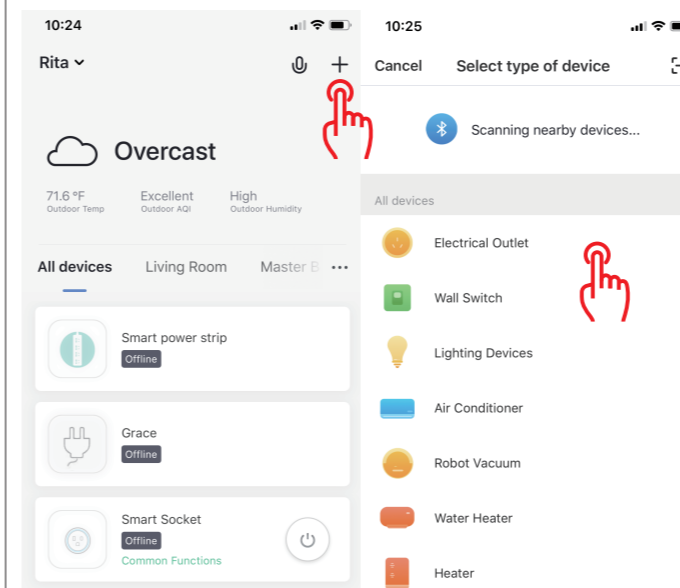 10:24
Rita
Overcast
71.6 °F
Excellent
High
Outdoor Temp
Outdoor AQI
Outdoor Humidity
All devices
Living Room
Master B
Smart power strip
Offline
Grace
Offline
Smart Socket
Offline
Common Functions
10:25
Cancel
Select type of device
Scanning nearby devices...
All devices
Electrical Outlet
Wall Switch
Lighting Devices
Air Conditioner
Robot Vacuum
Water Heater
Heater